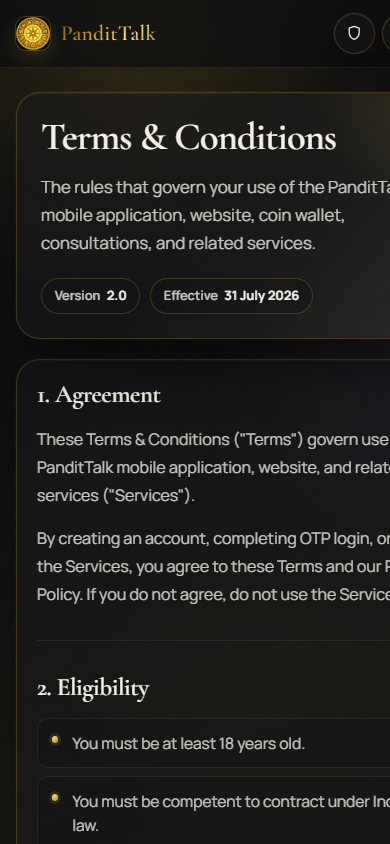 PanditTalk
Terms & Conditions
The rules that govern your use of the
mobile application, website, coin wallet,
consultations, and related services.
Version 2.0
Effective 31 July 2026
1. Agreement
These Terms & Conditions ("Terms") govern use
PanditTalk mobile application, website, and
services ("Services").
By creating an account, completing OTP login, or
the Services, you agree to these Terms and our
Policy. If you do not agree, do not use the
2. Eligibility
You must be at least 18 years old.
You must be competent to contract under
law.